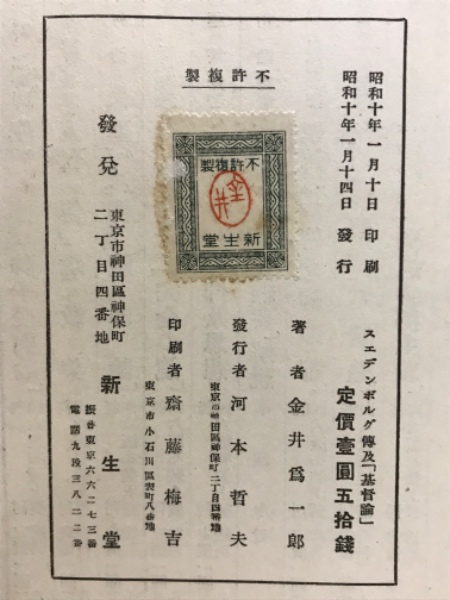 不許複製
昭和十年一月十日 印刷
昭和十年一月十四日 發行
スエデンボルグ傳及「基督論」
定價壹圓五拾錢
著者 金井爲一郎
發行者 河本哲夫
東京市神田區神保町二丁目四番地
印刷者 齋藤梅吉
東京市小石川區表町八番地
不許複製
金井
新生堂
發兌
東京市神田區神保町
二丁目四番地
新生堂
振替東京六六二七三番
電話九段三八二二番